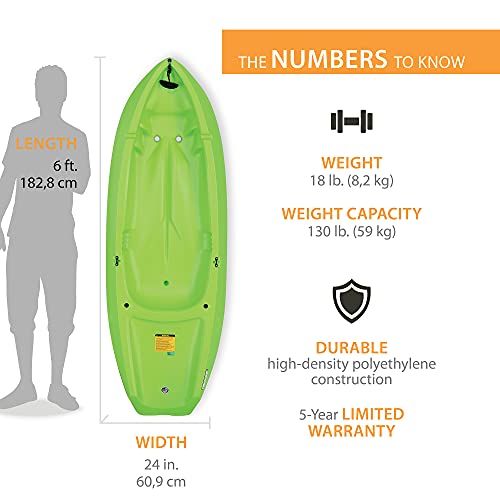 THE NUMBERS TO KNOW
LENGTH
6 ft.
182,8 cm
WEIGHT
18 lb. (8,2 kg)
WEIGHT CAPACITY
130 lb. (59 kg)
DURABLE
high-density polyethylene
construction
5-Year LIMITED
WARRANTY
WIDTH
24 in.
60,9 cm